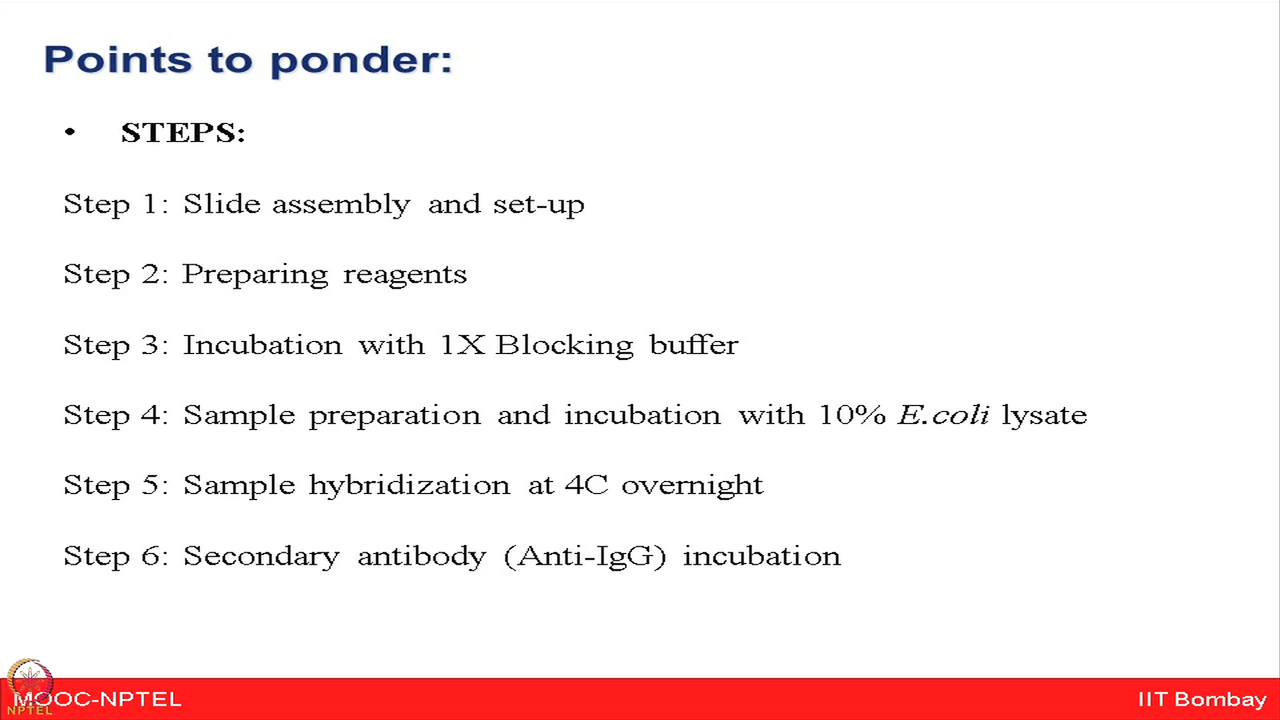 Points to ponder:
• STEPS:
Step 1: Slide assembly and set-up
Step 2: Preparing reagents
Step 3: Incubation with 1X Blocking buffer
Step 4: Sample preparation and incubation with 10% E.coli lysate
Step 5: Sample hybridization at 4C overnight
Step 6: Secondary antibody (Anti-IgG) incubation
MOOC-NPTEL
NPTEL
IIT Bombay